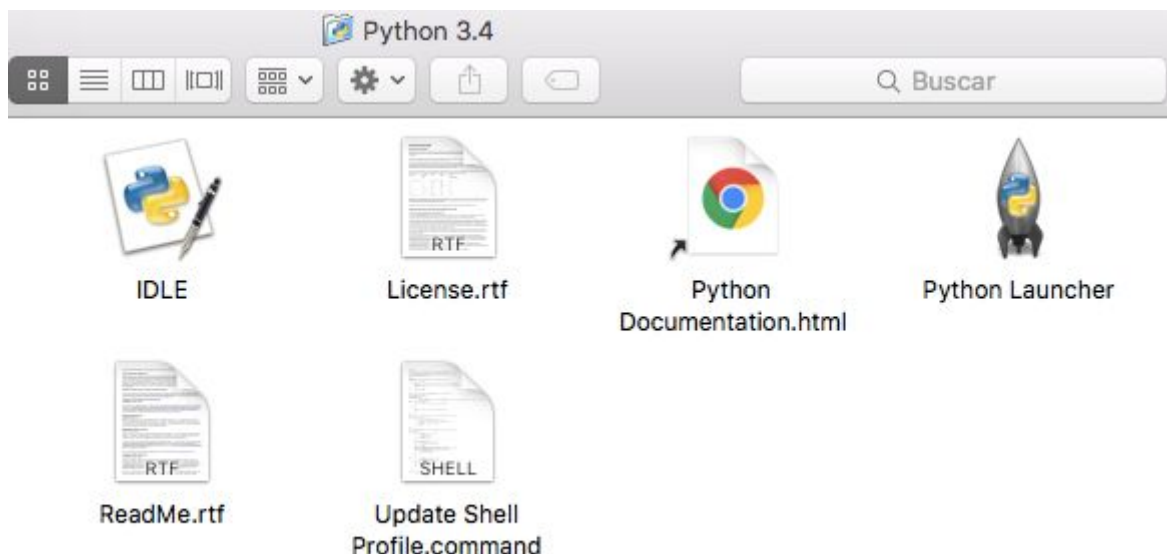 Python 3.4
Buscar
IDLE
RTF
License.rtf
Python
Documentation.html
Python Launcher
RTF
ReadMe.rtf
SHELL
Update Shell
Profile.command